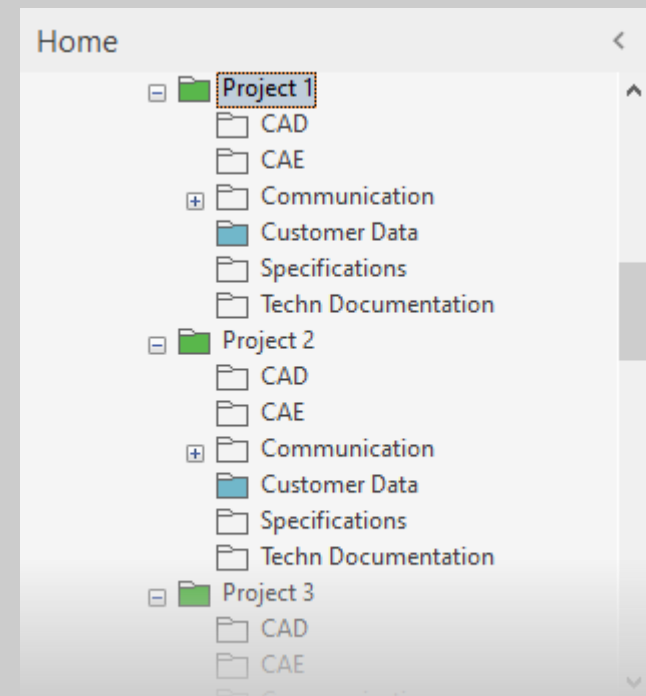 Home
Project 1
CAD
CAE
Communication
Customer Data
Specifications
Techn Documentation
Project 2
CAD
CAE
Communication
Customer Data
Specifications
Techn Documentation
Project 3
CAD
CAE